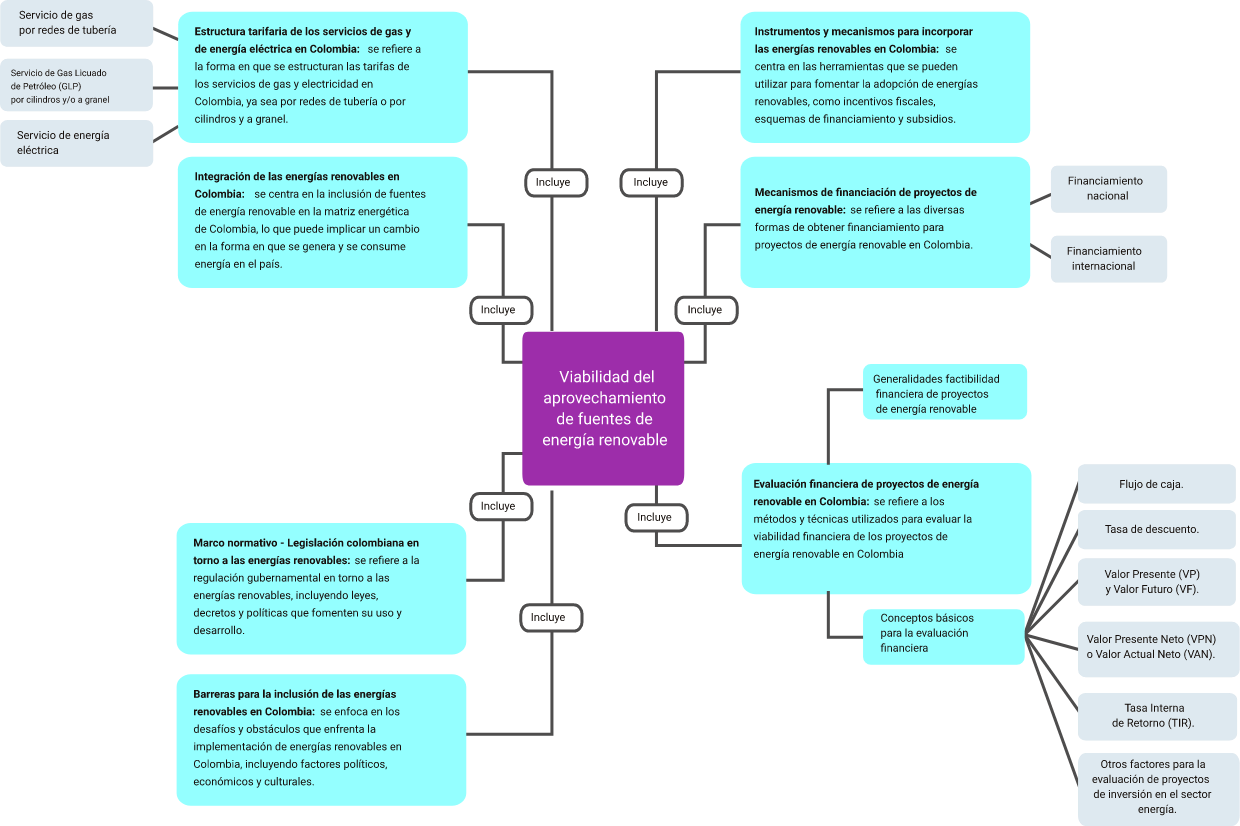 Servicio de gas
por redes de tubería
Servicio de Gas Licuado
de Petróleo (GLP)
por cilindros y/o a granel
Servicio de energía
eléctrica
Estructura tarifaria de los servicios de gas y
de energía eléctrica en Colombia: se refiere a
la forma en que se estructuran las tarifas de
los servicios de gas y electricidad en
Colombia, ya sea por redes de tubería o por
cilindros y a granel.
Integración de las energías renovables en
Colombia: se centra en la inclusión de fuentes
de energía renovable en la matriz energética
de Colombia, lo que puede implicar un cambio
en la forma en que se genera y se consume
energía en el país.
Incluye
Incluye
Instrumentos y mecanismos para incorporar
las energías renovables en Colombia: se
centra en las herramientas que se pueden
utilizar para fomentar la adopción de energías
renovables, como incentivos fiscales,
esquemas de financiamiento y subsidios.
Mecanismos de financiación de proyectos de
energía renovable: se refiere a las diversas
formas de obtener financiamiento para
proyectos de energía renovable en Colombia.
Financiamiento
nacional
Financiamiento
internacional
Incluye
Incluye
Viabilidad del
aprovechamiento
de fuentes de
energía renovable
Incluye
Incluye
Incluye
Marco normativo - Legislación colombiana en
torno a las energías renovables: se refiere a la
regulación gubernamental en torno a las
energías renovables, incluyendo leyes,
decretos y políticas que fomenten su uso y
desarrollo.
Barreras para la inclusión de las energías
renovables en Colombia: se enfoca en los
desafíos y obstáculos que enfrenta la
implementación de energías renovables en
Colombia, incluyendo factores políticos,
económicos y culturales.
Generalidades factibilidad
financiera de proyectos
de energía renovable
Evaluación financiera de proyectos de energía
renovable en Colombia: se refiere a los
métodos y técnicas utilizados para evaluar la
viabilidad financiera de los proyectos de
energía renovable en Colombia
Conceptos básicos
para la evaluación
financiera
Flujo de caja.
Tasa de descuento.
Valor Presente (VP)
y Valor Futuro (VF).
Valor Presente Neto (VPN)
o Valor Actual Neto (VAN).
Tasa Interna
de Retorno (TIR).
Otros factores para la
evaluación de proyectos
de inversión en el sector
energía.